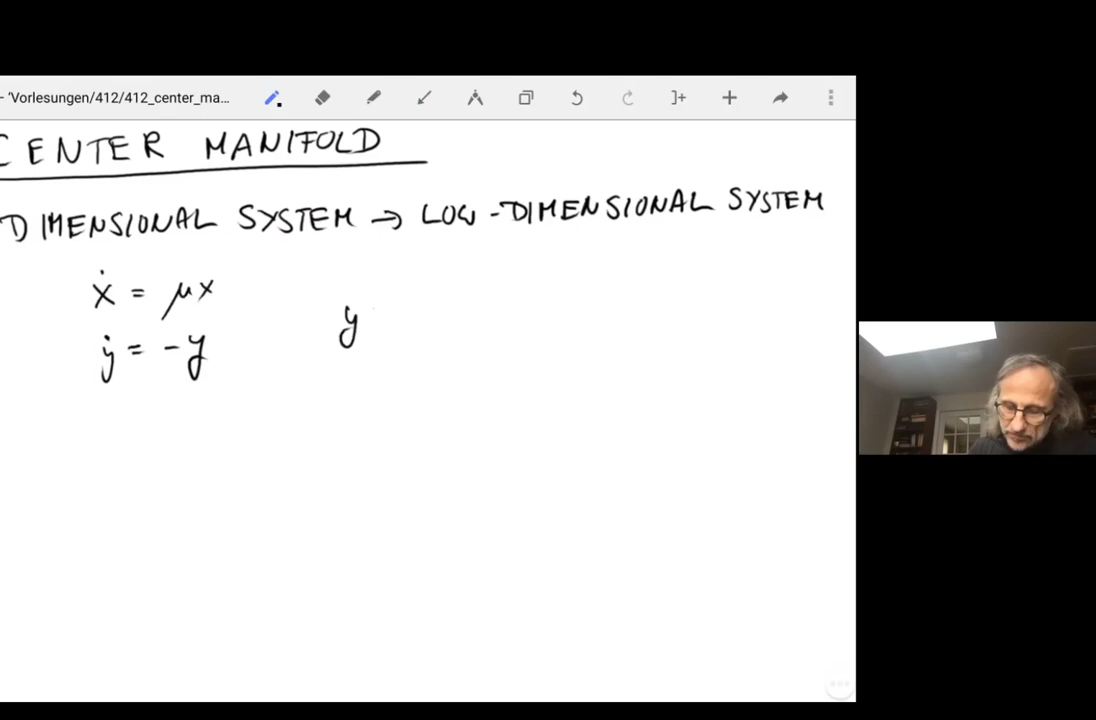 – 'Vorlesungen/412/412_center_ma...
CENTER MANIFOLD
DIMENSIONAL SYSTEM → LOW-DIMENSIONAL SYSTEM
ẋ = μx
ẏ = -y
y